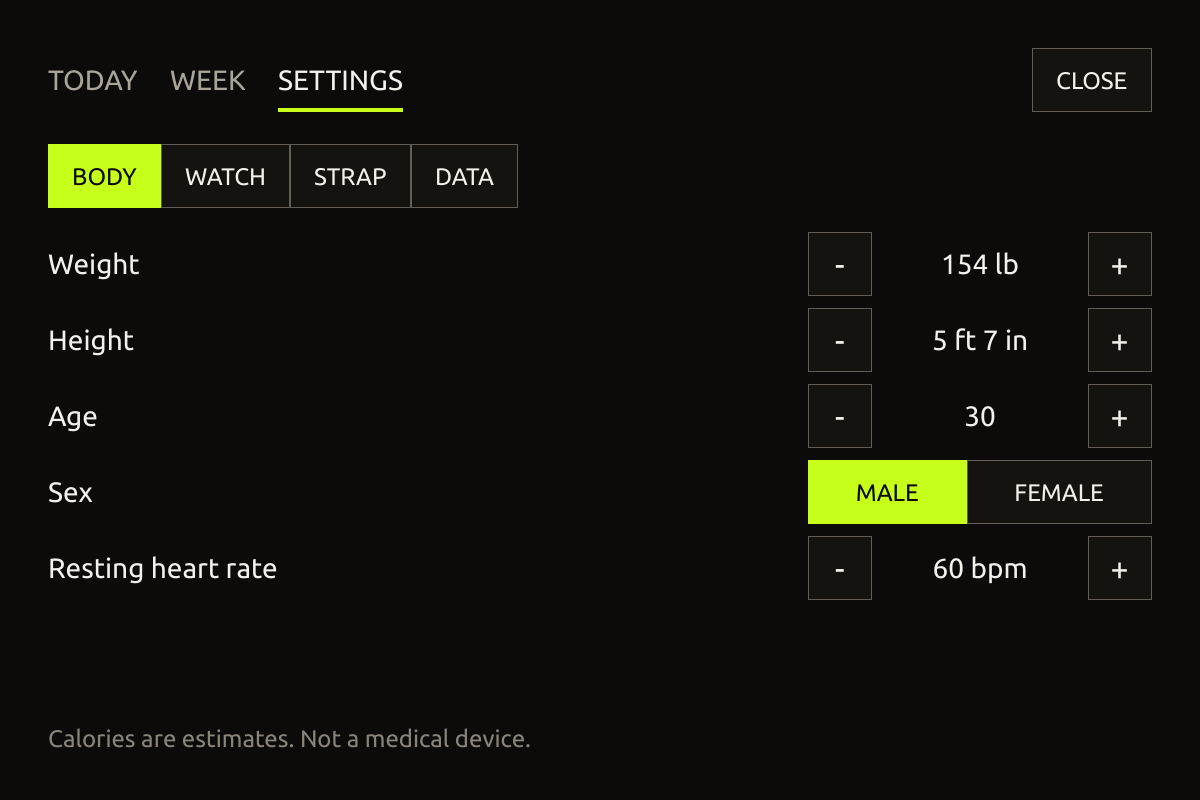 TODAY WEEK SETTINGS CLOSE
BODY WATCH STRAP DATA
Weight - 154 lb +
Height - 5 ft 7 in +
Age - 30 +
Sex MALE FEMALE
Resting heart rate - 60 bpm +
Calories are estimates. Not a medical device.